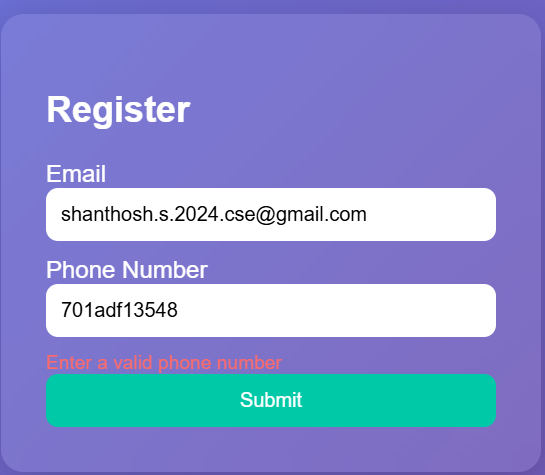 Register
Email
shanthosh.s.2024.cse@gmail.com
Phone Number
701adf13548
Enter a valid phone number
Submit